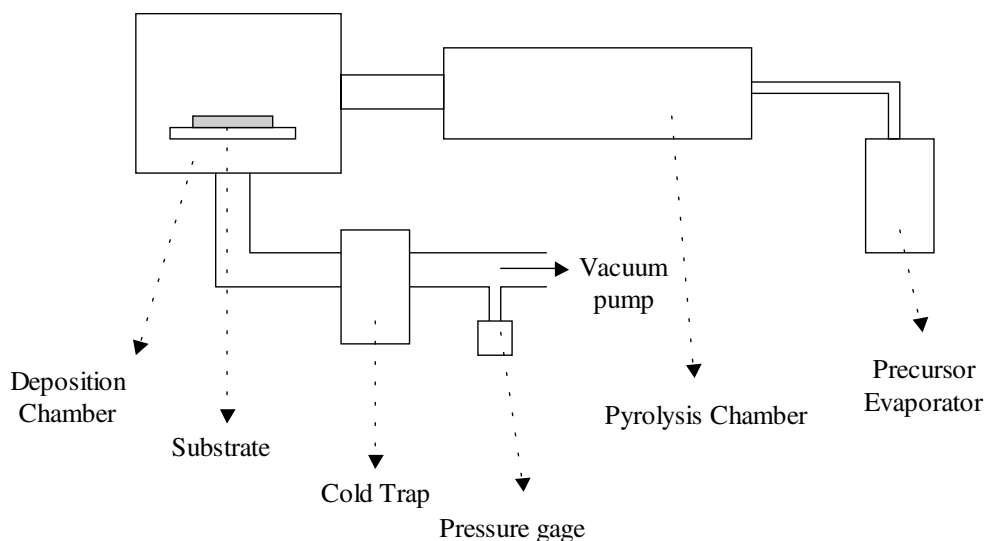 Vacuum
pump
Deposition
Chamber
Substrate
Cold Trap
Pressure gage
Pyrolysis Chamber
Precursor
Evaporator